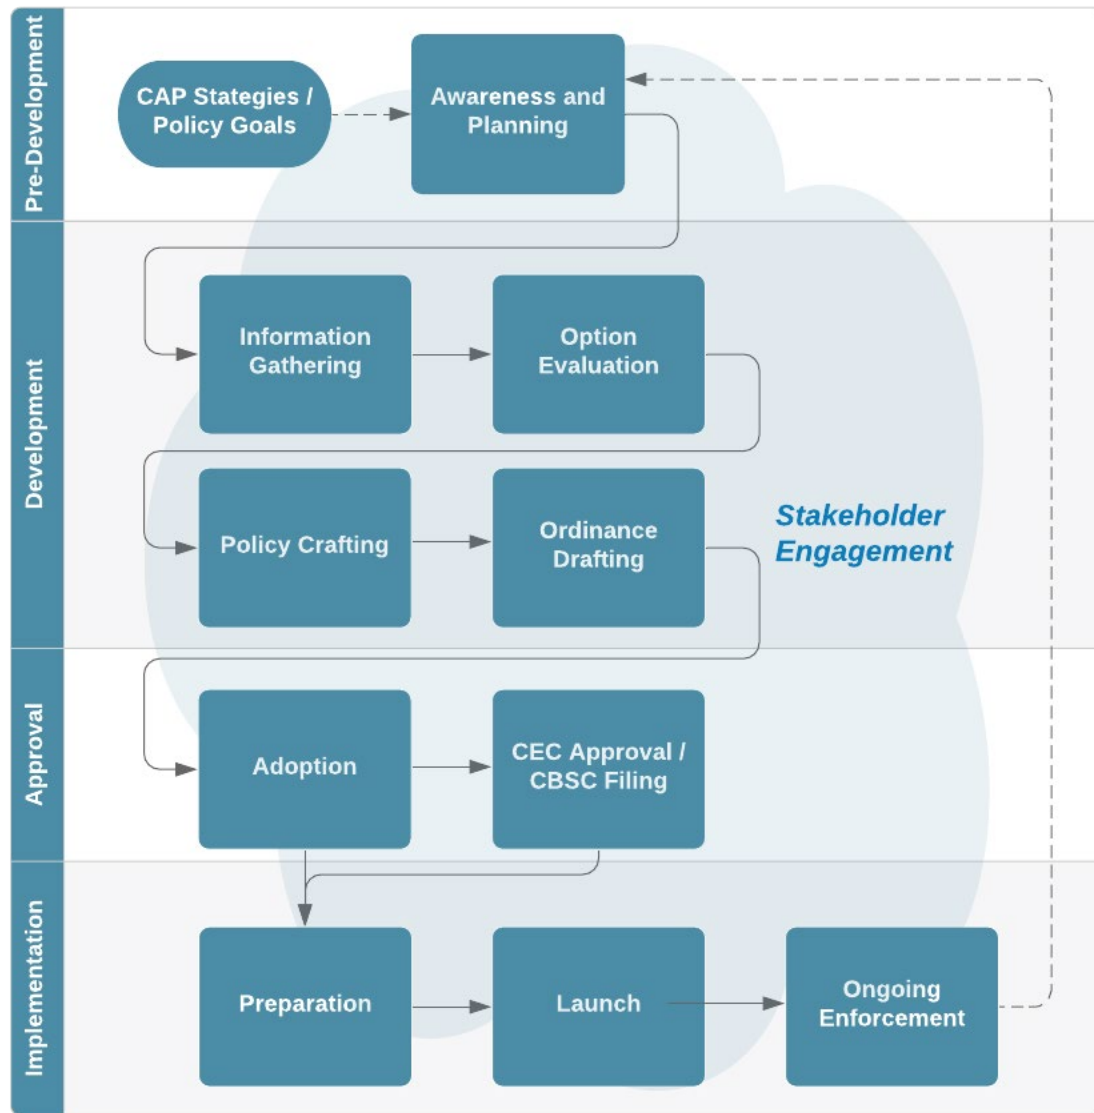 Pre-Development
CAP Stategies /
Policy Goals
Awareness and
Planning
Development
Information
Gathering
Option
Evaluation
Policy Crafting
Ordinance
Drafting
Stakeholder
Engagement
Approval
Adoption
CEC Approval /
CBSC Filing
Implementation
Preparation
Launch
Ongoing
Enforcement